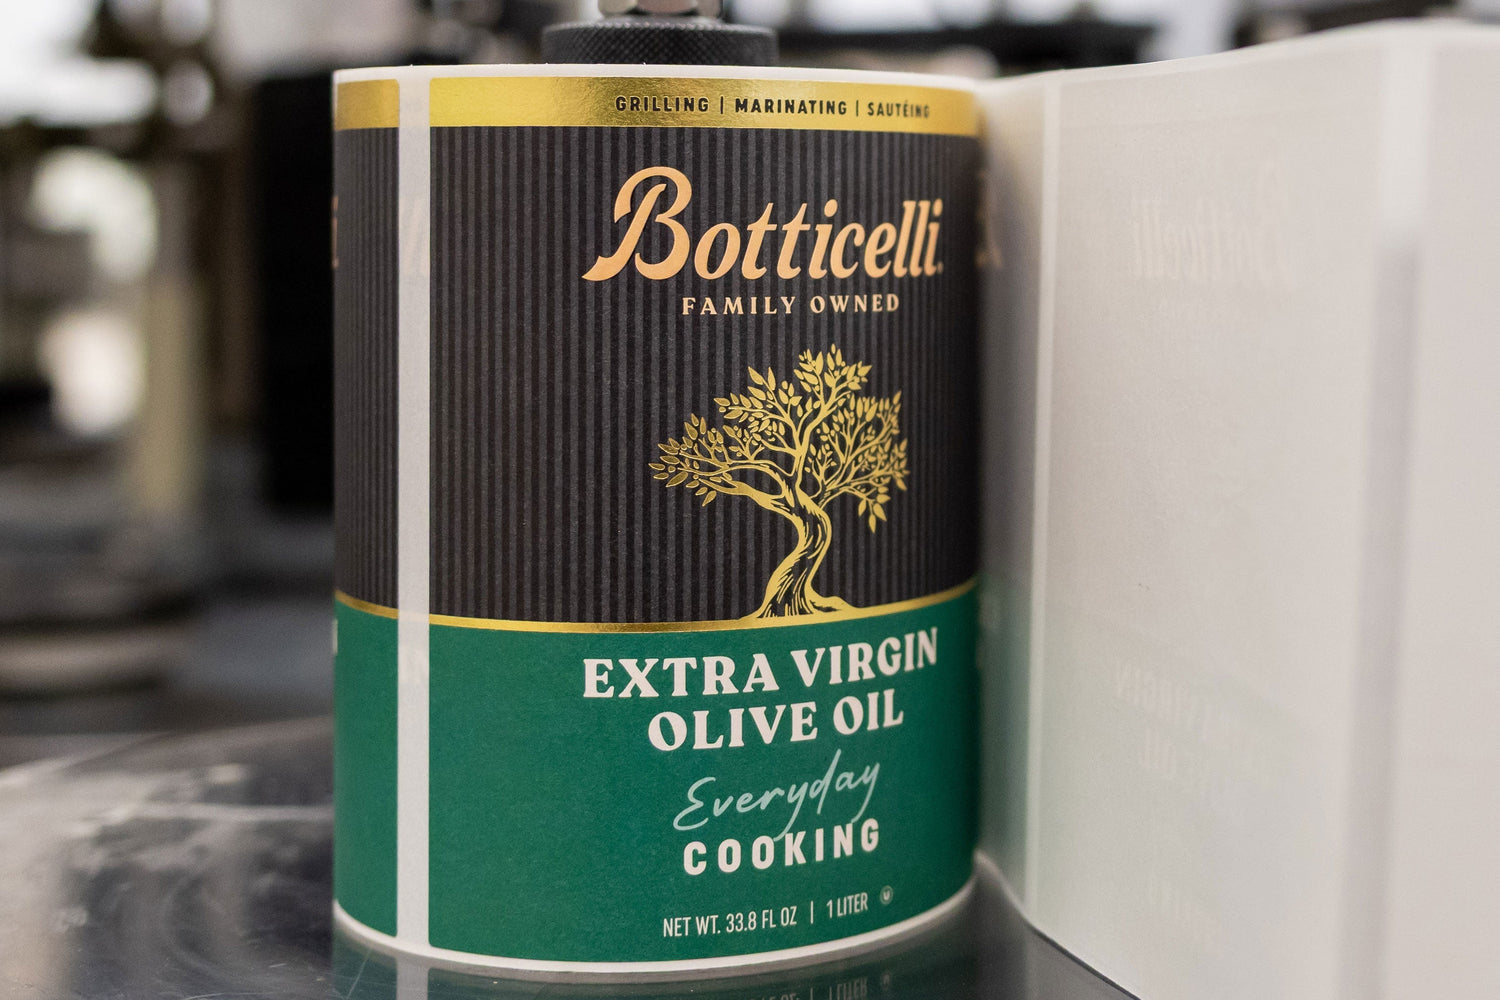 GRILLING | MARINATING | SAUTÉING
Botticelli
FAMILY OWNED
EXTRA VIRGIN
OLIVE OIL
Everyday
COOKING
NET WT. 33.8 FL OZ | 1 LITER Ⓤ